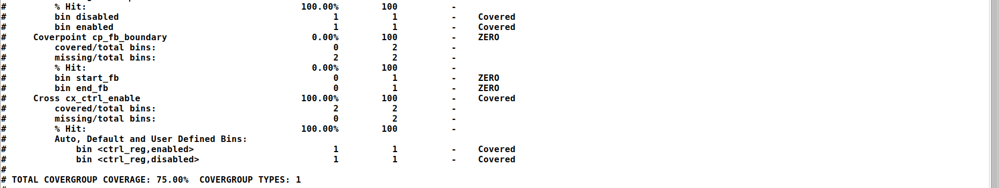 # % Hit: 100.00% 100 -
# bin disabled 1 1 - Covered
# bin enabled 1 1 - Covered
# Coverpoint cp_fb_boundary 0.00% 100 - ZERO
# covered/total bins: 0 2 -
# missing/total bins: 2 2 -
# % Hit: 0.00% 100 -
# bin start_fb 0 1 - ZERO
# bin end_fb 0 1 - ZERO
# Cross cx_ctrl_enable 100.00% 100 - Covered
# covered/total bins: 2 2 -
# missing/total bins: 0 2 -
# % Hit: 100.00% 100 -
# Auto, Default and User Defined Bins:
# bin <ctrl_reg,enabled> 1 1 - Covered
# bin <ctrl_reg,disabled> 1 1 - Covered
#
# TOTAL COVERGROUP COVERAGE: 75.00% COVERGROUP TYPES: 1